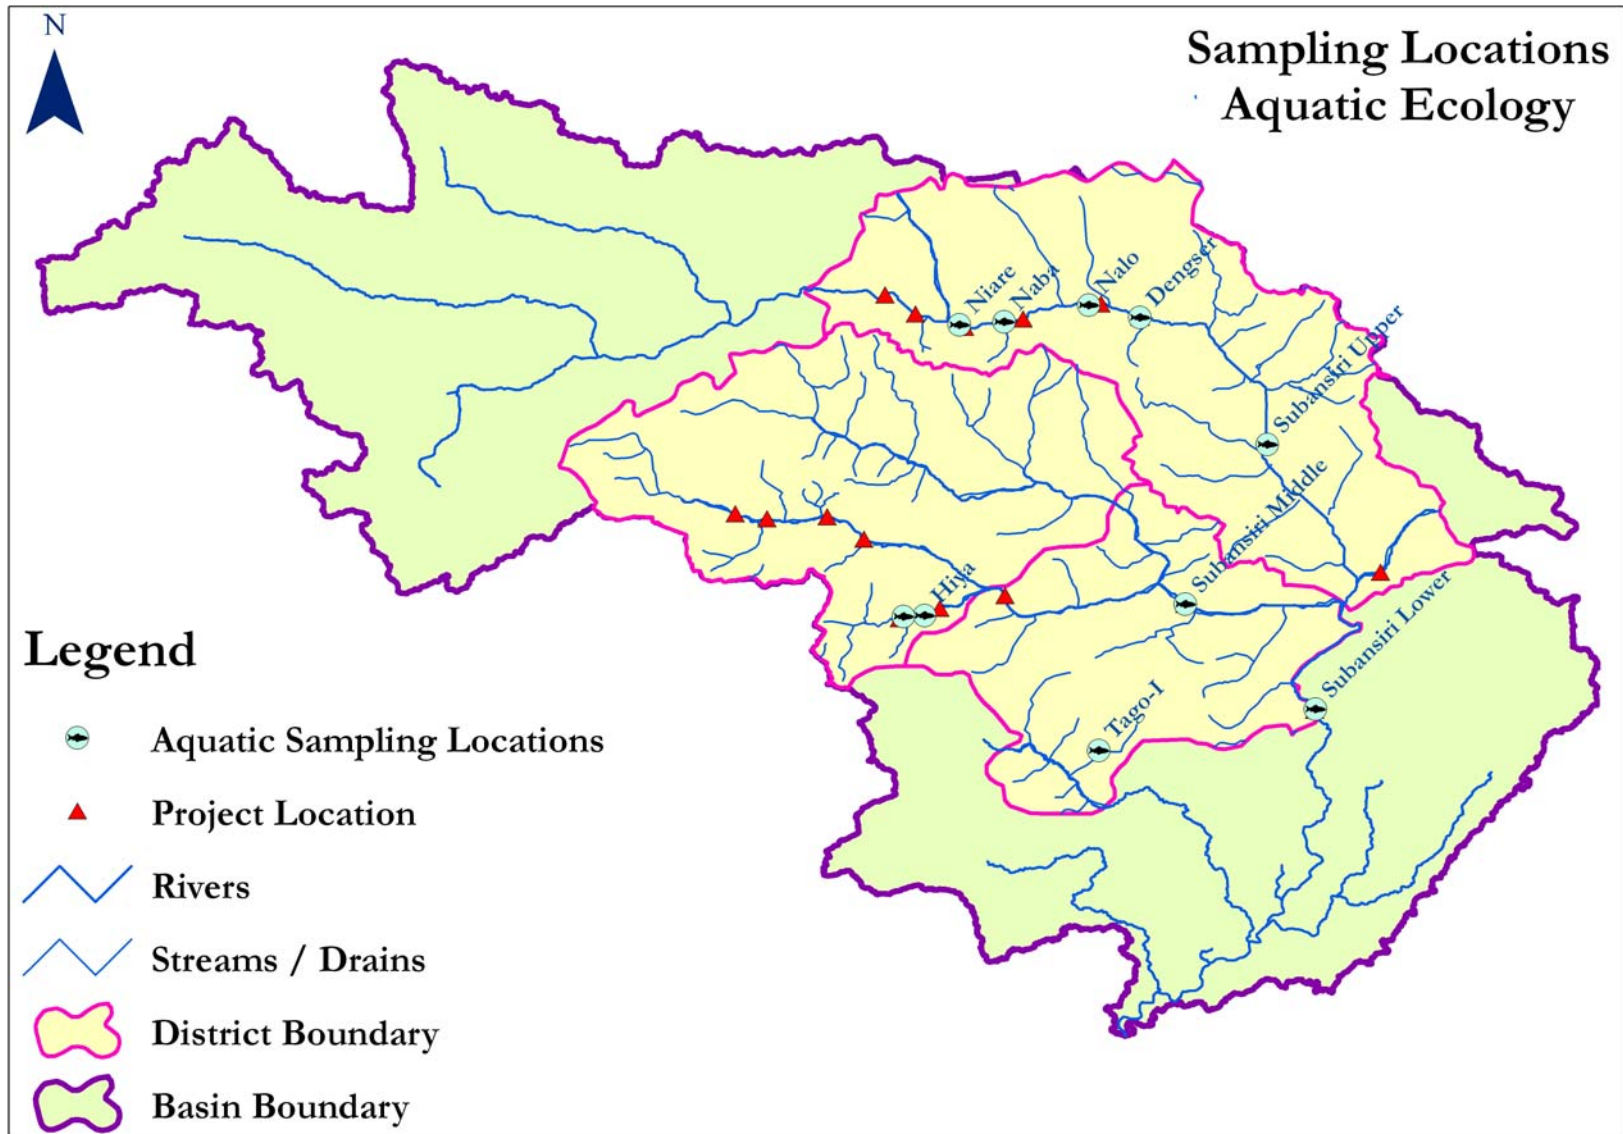 N
Sampling Locations
Aquatic Ecology
Niare
Naba
Nalo
Dengser
Subansiri Upper
Subansiri Middle
Hiya
Subansiri Lower
Tago-I
Legend
Aquatic Sampling Locations
Project Location
Rivers
Streams / Drains
District Boundary
Basin Boundary